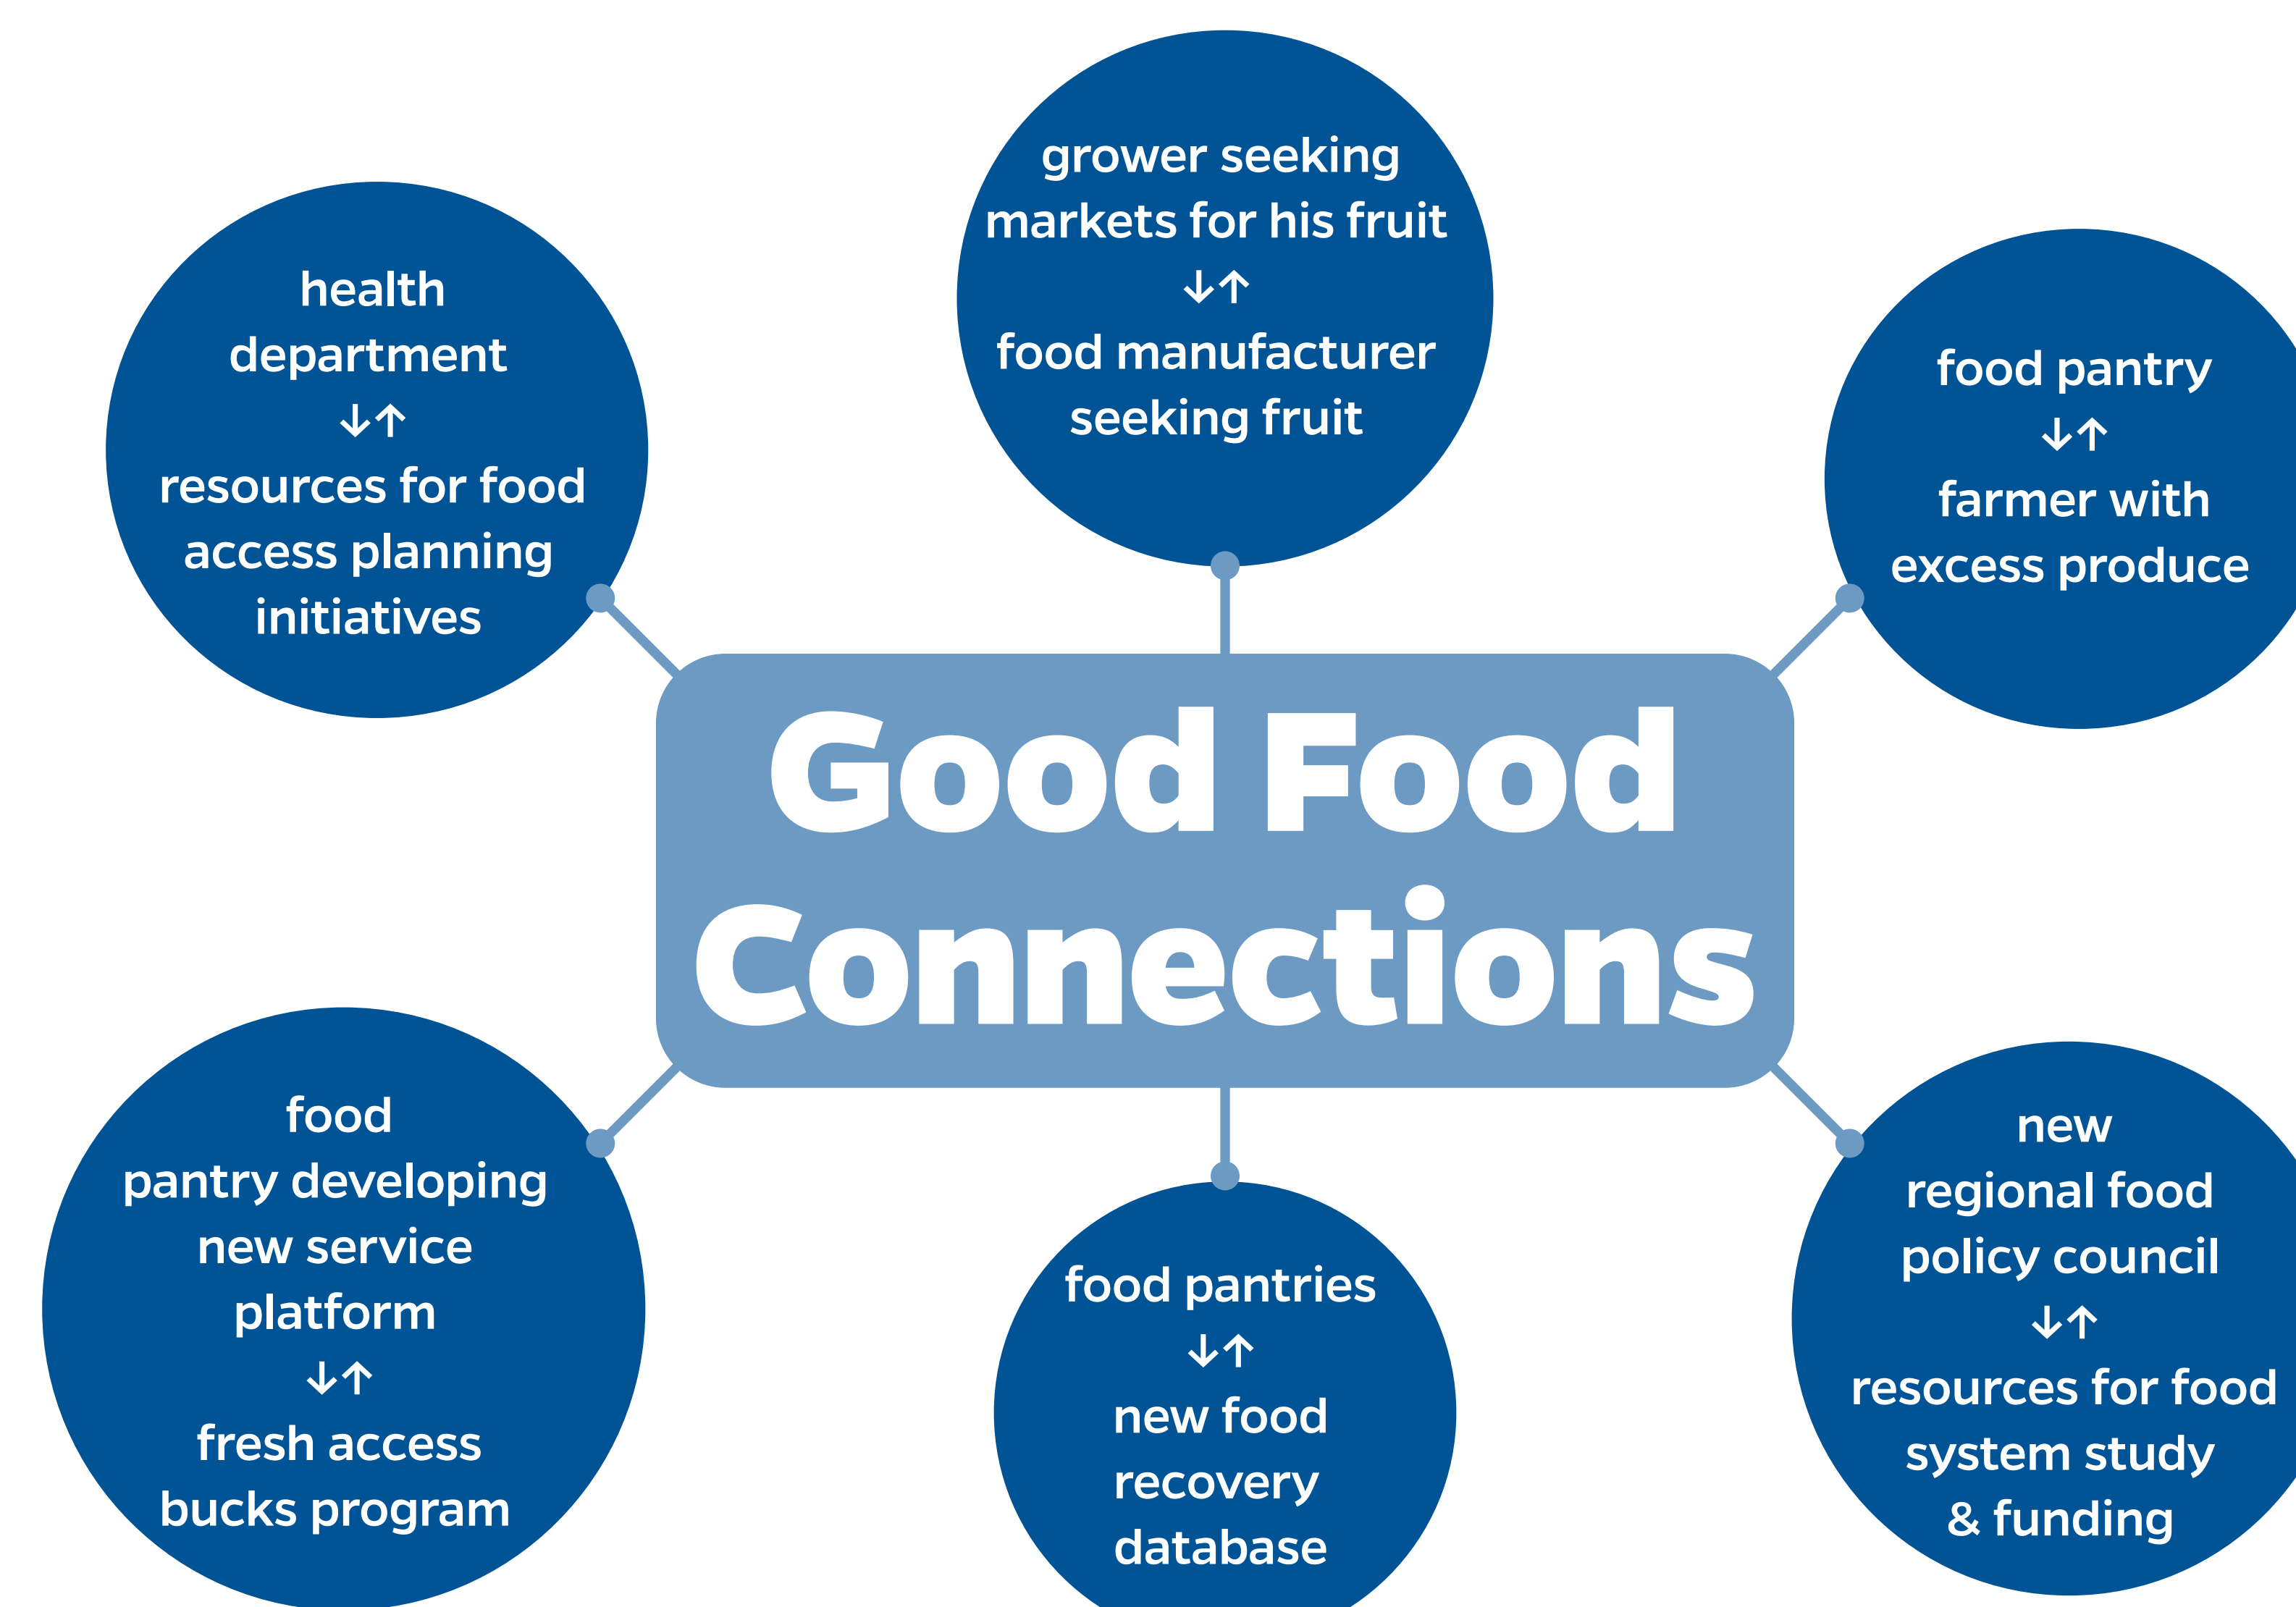 grower seeking
markets for his fruit
↓↑
food manufacturer
seeking fruit
health
department
↓↑
resources for food
access planning
initiatives
food pantry
↓↑
farmer with
excess produce
Good Food
Connections
food
pantry developing
new service
platform
↓↑
fresh access
bucks program
food pantries
↓↑
new food
recovery
database
new
regional food
policy council
↓↑
resources for food
system study
& funding